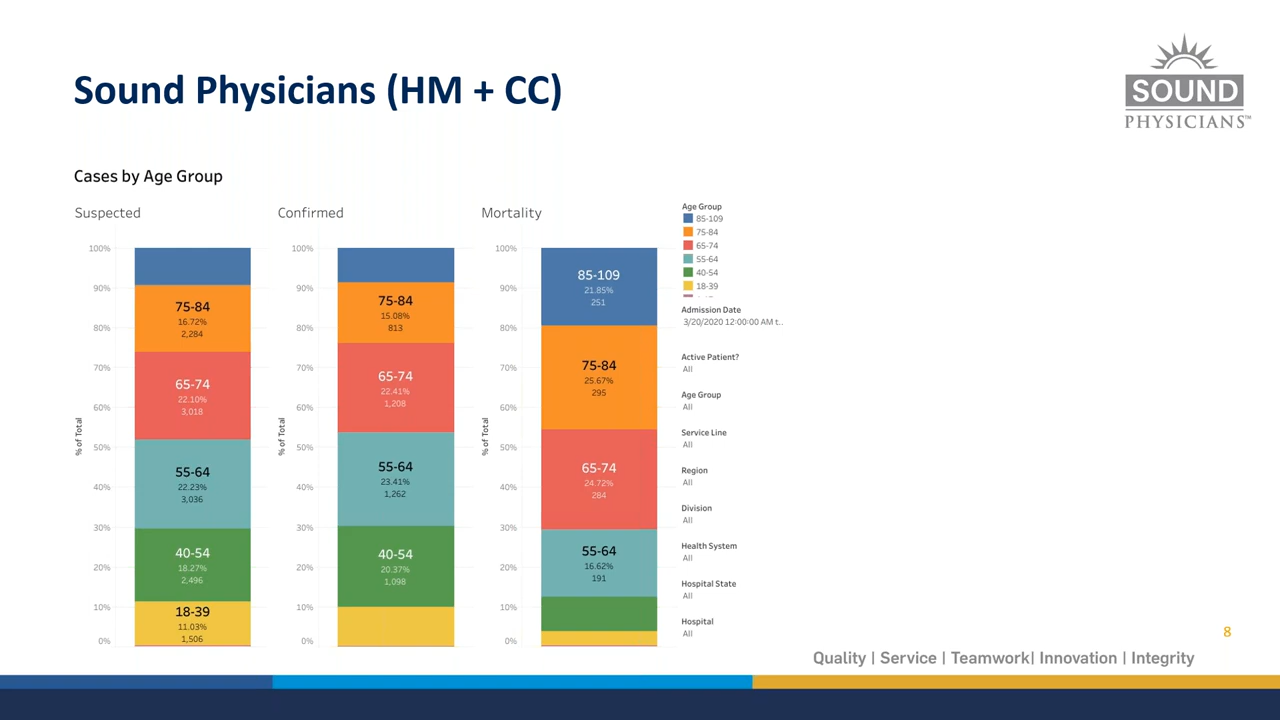 Sound Physicians (HM + CC)
SOUND
PHYSICIANS™
Cases by Age Group
Suspected
Confirmed
Mortality
% of Total
100%
90%
80%
70%
60%
50%
40%
30%
20%
10%
0%
75-84
16.72%
2,284
65-74
22.10%
3,018
55-64
22.23%
3,036
40-54
18.27%
2,496
18-39
11.03%
1,506
% of Total
100%
90%
80%
70%
60%
50%
40%
30%
20%
10%
0%
75-84
15.08%
813
65-74
22.41%
1,208
55-64
23.41%
1,262
40-54
20.37%
1,098
% of Total
100%
90%
80%
70%
60%
50%
40%
30%
20%
10%
0%
85-109
21.85%
251
75-84
25.67%
295
65-74
24.72%
284
55-64
16.62%
191
Age Group
85-109
75-84
65-74
55-64
40-54
18-39
Admission Date
3/20/2020 12:00:00 AM t..
Active Patient?
All
Age Group
All
Service Line
All
Region
All
Division
All
Health System
All
Hospital State
All
Hospital
All
8
Quality | Service | Teamwork| Innovation | Integrity